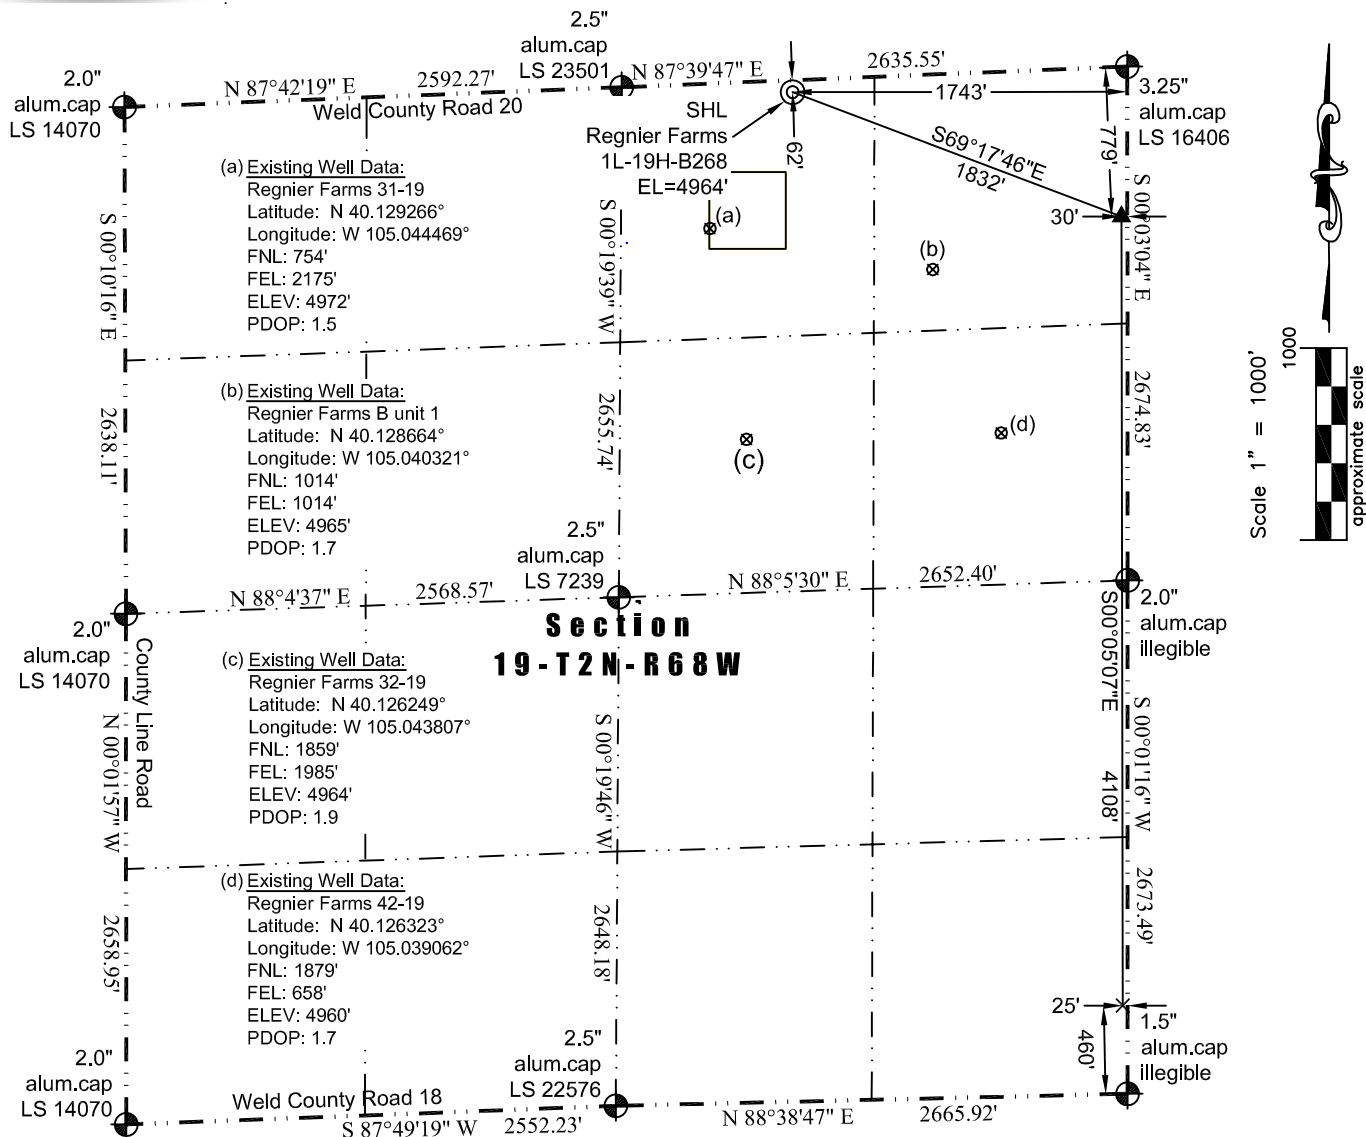 2.5"
alum.cap
LS 23501
2.0"
alum.cap
LS 14070
N 87°42'19" E
2592.27'
N 87°39'47" E
2635.55'
Weld County Road 20
1743'
3.25"
alum.cap
LS 16406
SHL
Regnier Farms
1L-19H-B268
EL=4964'
62'
S69°17'46"E
1832'
779'
30'
S 00°03'04" E
2674.83'
(a) Existing Well Data:
Regnier Farms 31-19
Latitude: N 40.129266°
Longitude: W 105.044469°
FNL: 754'
FEL: 2175'
ELEV: 4972'
PDOP: 1.5
S 00°10'16" E
2638.11'
S 00°19'39" W
2655.74'
(a)
(b)
(c)
(d)
(b) Existing Well Data:
Regnier Farms B unit 1
Latitude: N 40.128664°
Longitude: W 105.040321°
FNL: 1014'
FEL: 1014'
ELEV: 4965'
PDOP: 1.7
2.5"
alum.cap
LS 7239
N 88°4'37" E
2568.57'
N 88°5'30" E
2652.40'
Section
19-T2N-R68W
2.0"
alum.cap
LS 14070
2.0"
alum.cap
illegible
County Line Road
N 00°01'57" W
2658.95'
(c) Existing Well Data:
Regnier Farms 32-19
Latitude: N 40.126249°
Longitude: W 105.043807°
FNL: 1859'
FEL: 1985'
ELEV: 4964'
PDOP: 1.9
S 00°19'46" W
2648.18'
S00°05'07"E
4108'
S 00°01'16" W
2673.49'
(d) Existing Well Data:
Regnier Farms 42-19
Latitude: N 40.126323°
Longitude: W 105.039062°
FNL: 1879'
FEL: 658'
ELEV: 4960'
PDOP: 1.7
25'
460'
1.5"
alum.cap
illegible
2.0"
alum.cap
LS 14070
2.5"
alum.cap
LS 22576
Weld County Road 18
S 87°49'19" W
2552.23'
N 88°38'47" E
2665.92'
1000
Scale 1" = 1000'
approximate scale